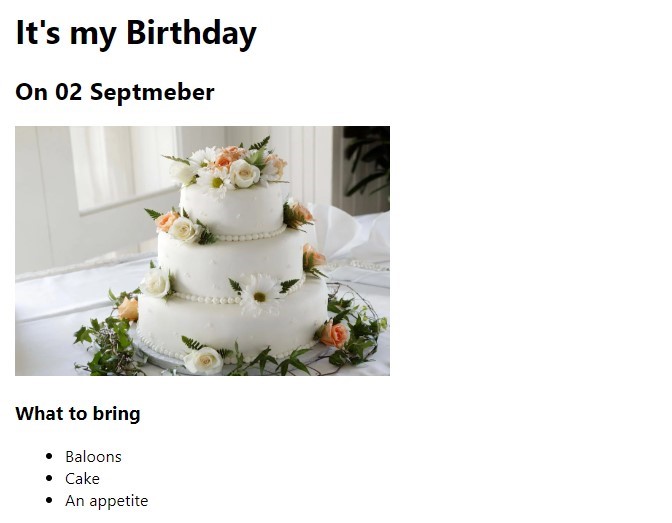 It's my Birthday
On 02 Septmeber
What to bring
Baloons
Cake
An appetite